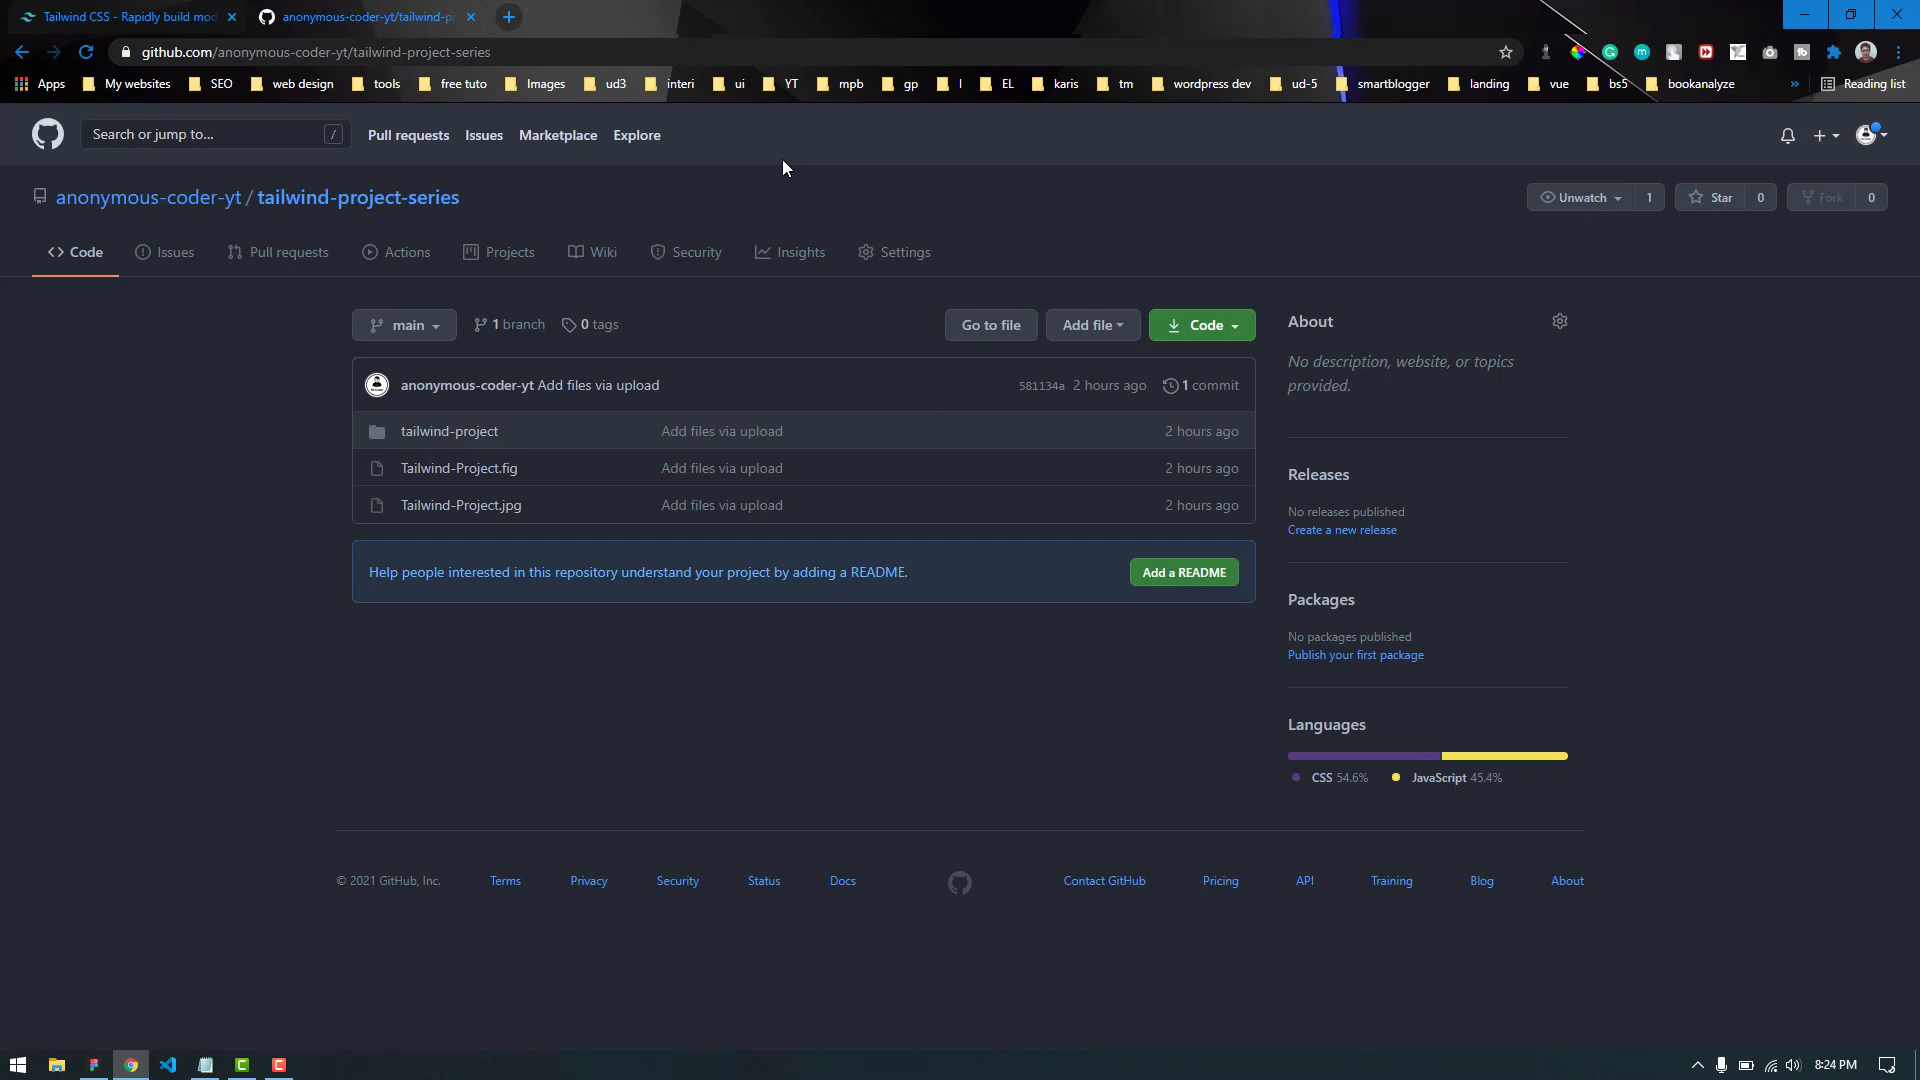 Tailwind CSS - Rapidly build mod
anonymous-coder-yt/tailwind-p
github.com/anonymous-coder-yt/tailwind-project-series
Apps My websites SEO web design tools free tuto Images ud3 interi ui YT mpb gp l EL karis tm wordpress dev ud-5 smartblogger landing vue bs5 bookanalyze » Reading list
Search or jump to... / Pull requests Issues Marketplace Explore
anonymous-coder-yt / tailwind-project-series
Unwatch 1 Star 0 Fork 0
Code Issues Pull requests Actions Projects Wiki Security Insights Settings
main 1 branch 0 tags Go to file Add file Code
anonymous-coder-yt Add files via upload 581134a 2 hours ago 1 commit
tailwind-project Add files via upload 2 hours ago
Tailwind-Project.fig Add files via upload 2 hours ago
Tailwind-Project.jpg Add files via upload 2 hours ago
Help people interested in this repository understand your project by adding a README. Add a README
About
No description, website, or topics
provided.
Releases
No releases published
Create a new release
Packages
No packages published
Publish your first package
Languages
CSS 54.6% JavaScript 45.4%
© 2021 GitHub, Inc. Terms Privacy Security Status Docs Contact GitHub Pricing API Training Blog About
8:24 PM